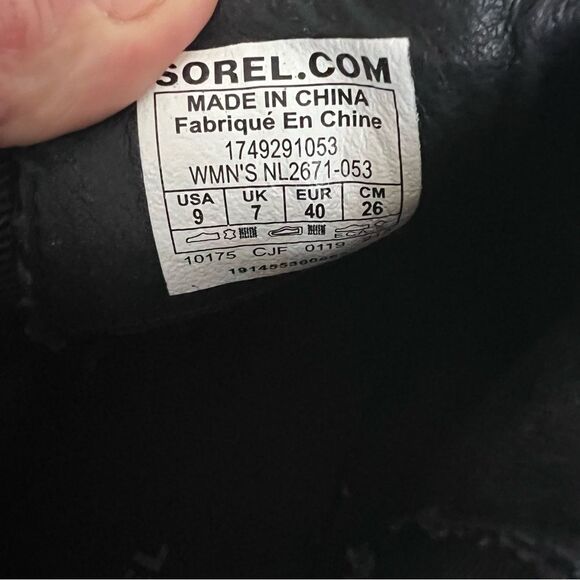 SOREL.COM
MADE IN CHINA
Fabriqué En Chine
1749291053
WMN'S NL2671-053
USA UK EUR CM
9 7 40 26
10175 CJF 0119